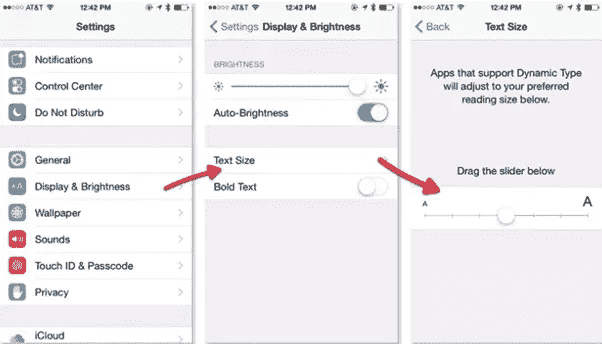 AT&T 12:42 PM
Settings
Notifications
Control Center
Do Not Disturb
General
Display & Brightness
Wallpaper
Sounds
Touch ID & Passcode
Privacy
iCloud
AT&T 12:42 PM
Settings Display & Brightness
BRIGHTNESS
Auto-Brightness
Text Size
Bold Text
AT&T 12:42 PM
Back Text Size
Apps that support Dynamic Type
will adjust to your preferred
reading size below.
Drag the slider below
A A